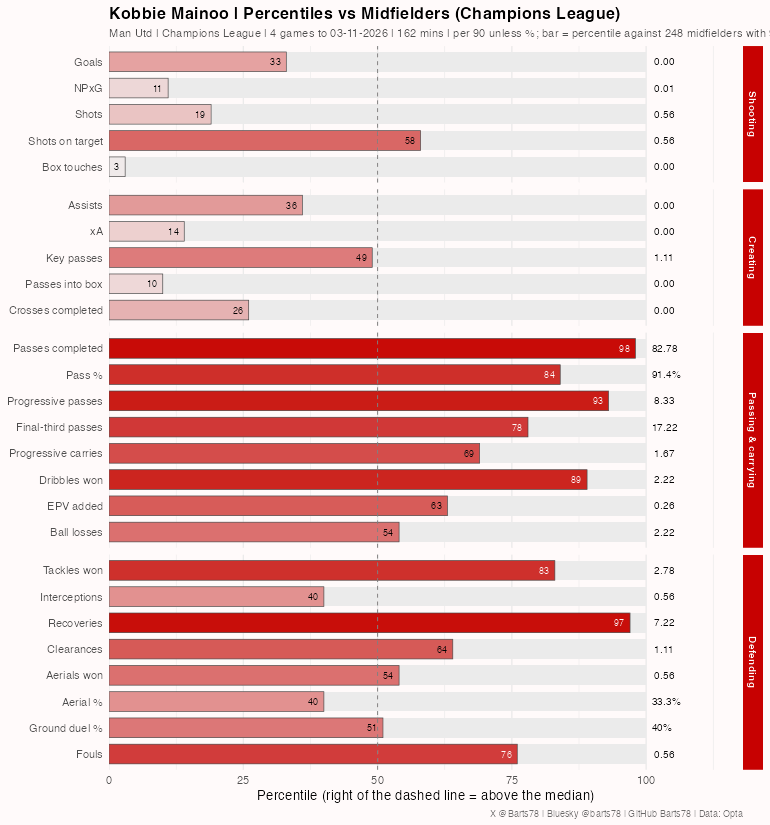 Kobbie Mainoo | Percentiles vs Midfielders (Champions League)
Man Utd | Champions League | 4 games to 03-11-2026 | 162 mins | per 90 unless %; bar = percentile against 248 midfielders with
Goals 33 0.00
NPxG 11 0.01
Shots 19 0.56
Shots on target 58 0.56
Box touches 3 0.00
Shooting
Assists 36 0.00
xA 14 0.00
Key passes 49 1.11
Passes into box 10 0.00
Crosses completed 26 0.00
Creating
Passes completed 98 82.78
Pass % 84 91.4%
Progressive passes 93 8.33
Final-third passes 78 17.22
Progressive carries 69 1.67
Dribbles won 89 2.22
EPV added 63 0.26
Ball losses 54 2.22
Passing & carrying
Tackles won 83 2.78
Interceptions 40 0.56
Recoveries 97 7.22
Clearances 64 1.11
Aerials won 54 0.56
Aerial % 40 33.3%
Ground duel % 51 40%
Fouls 76 0.56
Defending
0 25 50 75 100
Percentile (right of the dashed line = above the median)
X @Barts78 | Bluesky @barts78 | GitHub Barts78 | Data: Opta